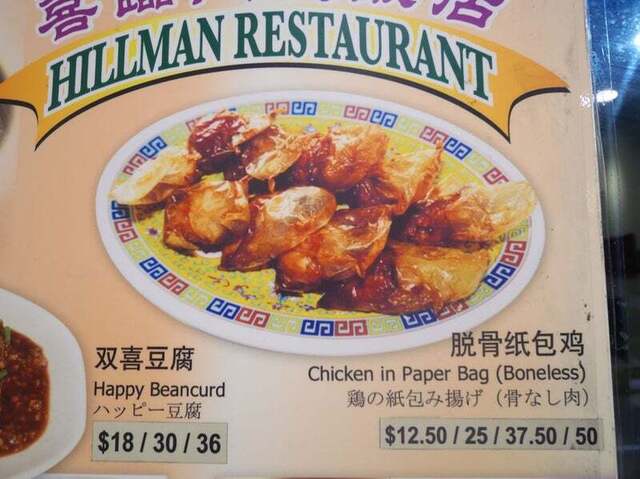 HILLMAN RESTAURANT
双喜豆腐
Happy Beancurd
ハッピー豆腐
$18 / 30 / 36
脱骨纸包鸡
Chicken in Paper Bag (Boneless)
鶏の紙包み揚げ（骨なし肉）
$12.50 / 25 / 37.50 / 50